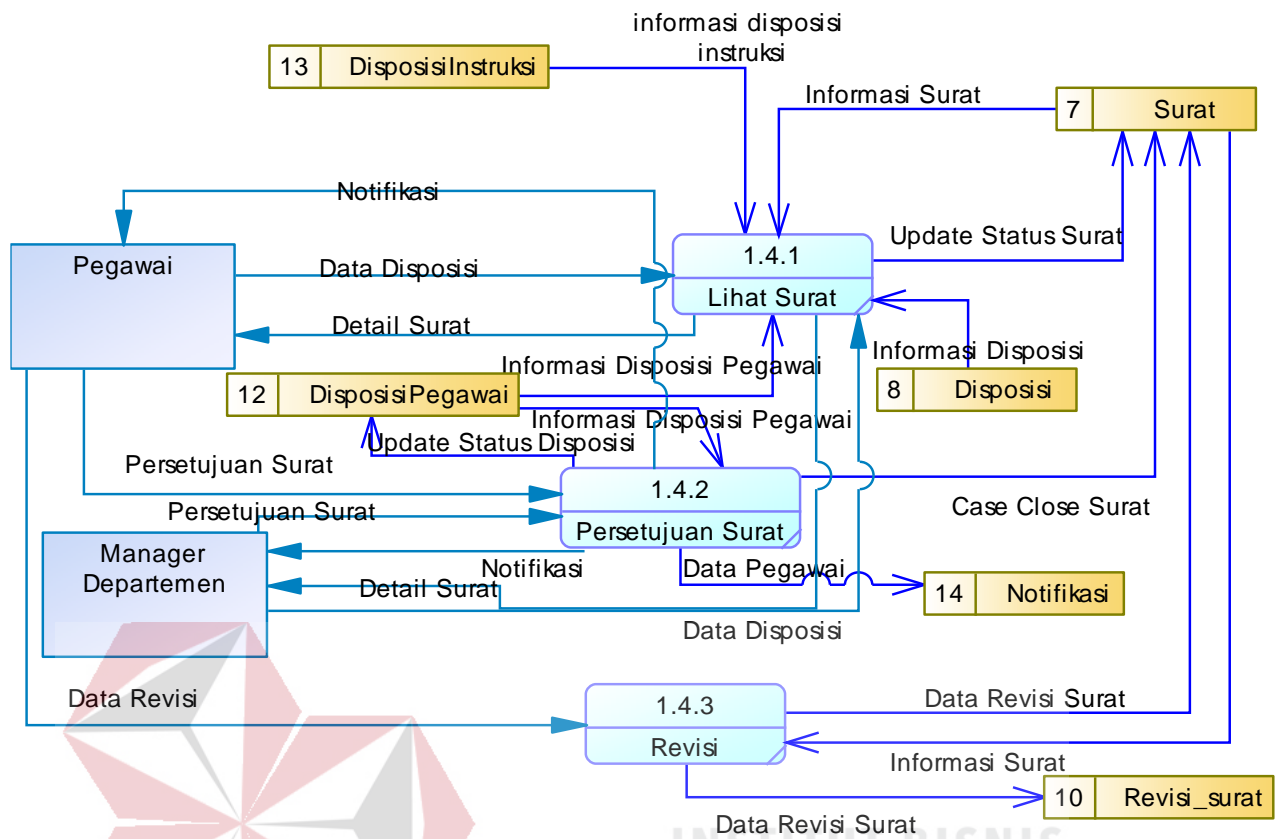 informasi disposisi
instruksi
13 DisposisiInstruksi
Informasi Surat
7 Surat
Notifikasi
Pegawai
Data Disposisi
1.4.1
Lihat Surat
Update Status Surat
Detail Surat
Informasi Disposisi Pegawai
Informasi Disposisi
12 DisposisiPegawai
8 Disposisi
Informasi Disposisi Pegawai
Update Status Disposisi
Persetujuan Surat
1.4.2
Persetujuan Surat
Case Close Surat
Persetujuan Surat
Manager
Departemen
Notifikasi
Data Pegawai
Detail Surat
14 Notifikasi
Data Disposisi
Data Revisi
1.4.3
Revisi
Data Revisi Surat
Informasi Surat
10 Revisi_surat
Data Revisi Surat